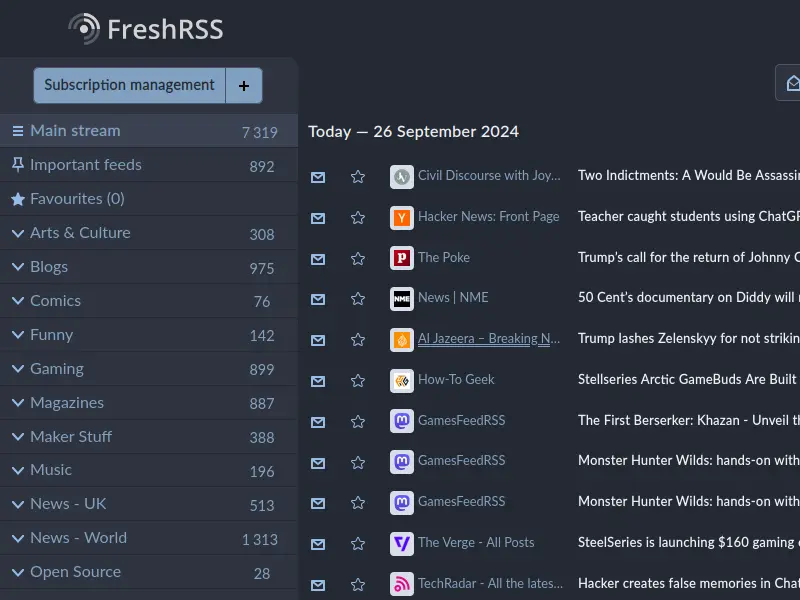 FreshRSS
Subscription management +
Main stream 7 319
Important feeds 892
Favourites (0)
Arts & Culture 308
Blogs 975
Comics 76
Funny 142
Gaming 899
Magazines 887
Maker Stuff 388
Music 196
News - UK 513
News - World 1 313
Open Source 28
Today — 26 September 2024
Civil Discourse with Joy... Two Indictments: A Would Be Assassin
Hacker News: Front Page Teacher caught students using ChatGP
The Poke Trump's call for the return of Johnny C
NME News | NME 50 Cent's documentary on Diddy will
Al Jazeera – Breaking N... Trump lashes Zelenskyy for not strikin
How-To Geek Stellseries Arctic GameBuds Are Built
GamesFeedRSS The First Berserker: Khazan - Unveil th
GamesFeedRSS Monster Hunter Wilds: hands-on with
GamesFeedRSS Monster Hunter Wilds: hands-on with
The Verge - All Posts SteelSeries is launching $160 gaming
TechRadar - All the lates... Hacker creates false memories in Chat